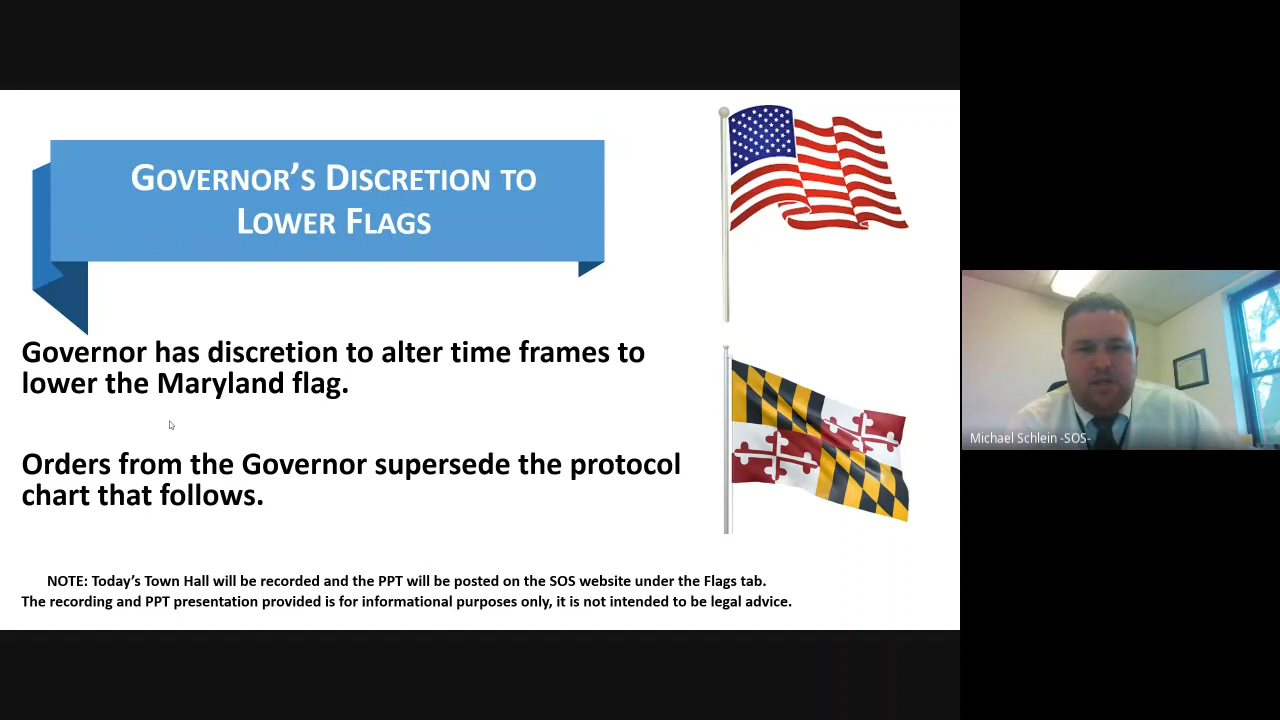 GOVERNOR'S DISCRETION TO
LOWER FLAGS
Governor has discretion to alter time frames to
lower the Maryland flag.
Orders from the Governor supersede the protocol
chart that follows.
NOTE: Today's Town Hall will be recorded and the PPT will be posted on the SOS website under the Flags tab.
The recording and PPT presentation provided is for informational purposes only, it is not intended to be legal advice.
Michael Schlein -SOS-